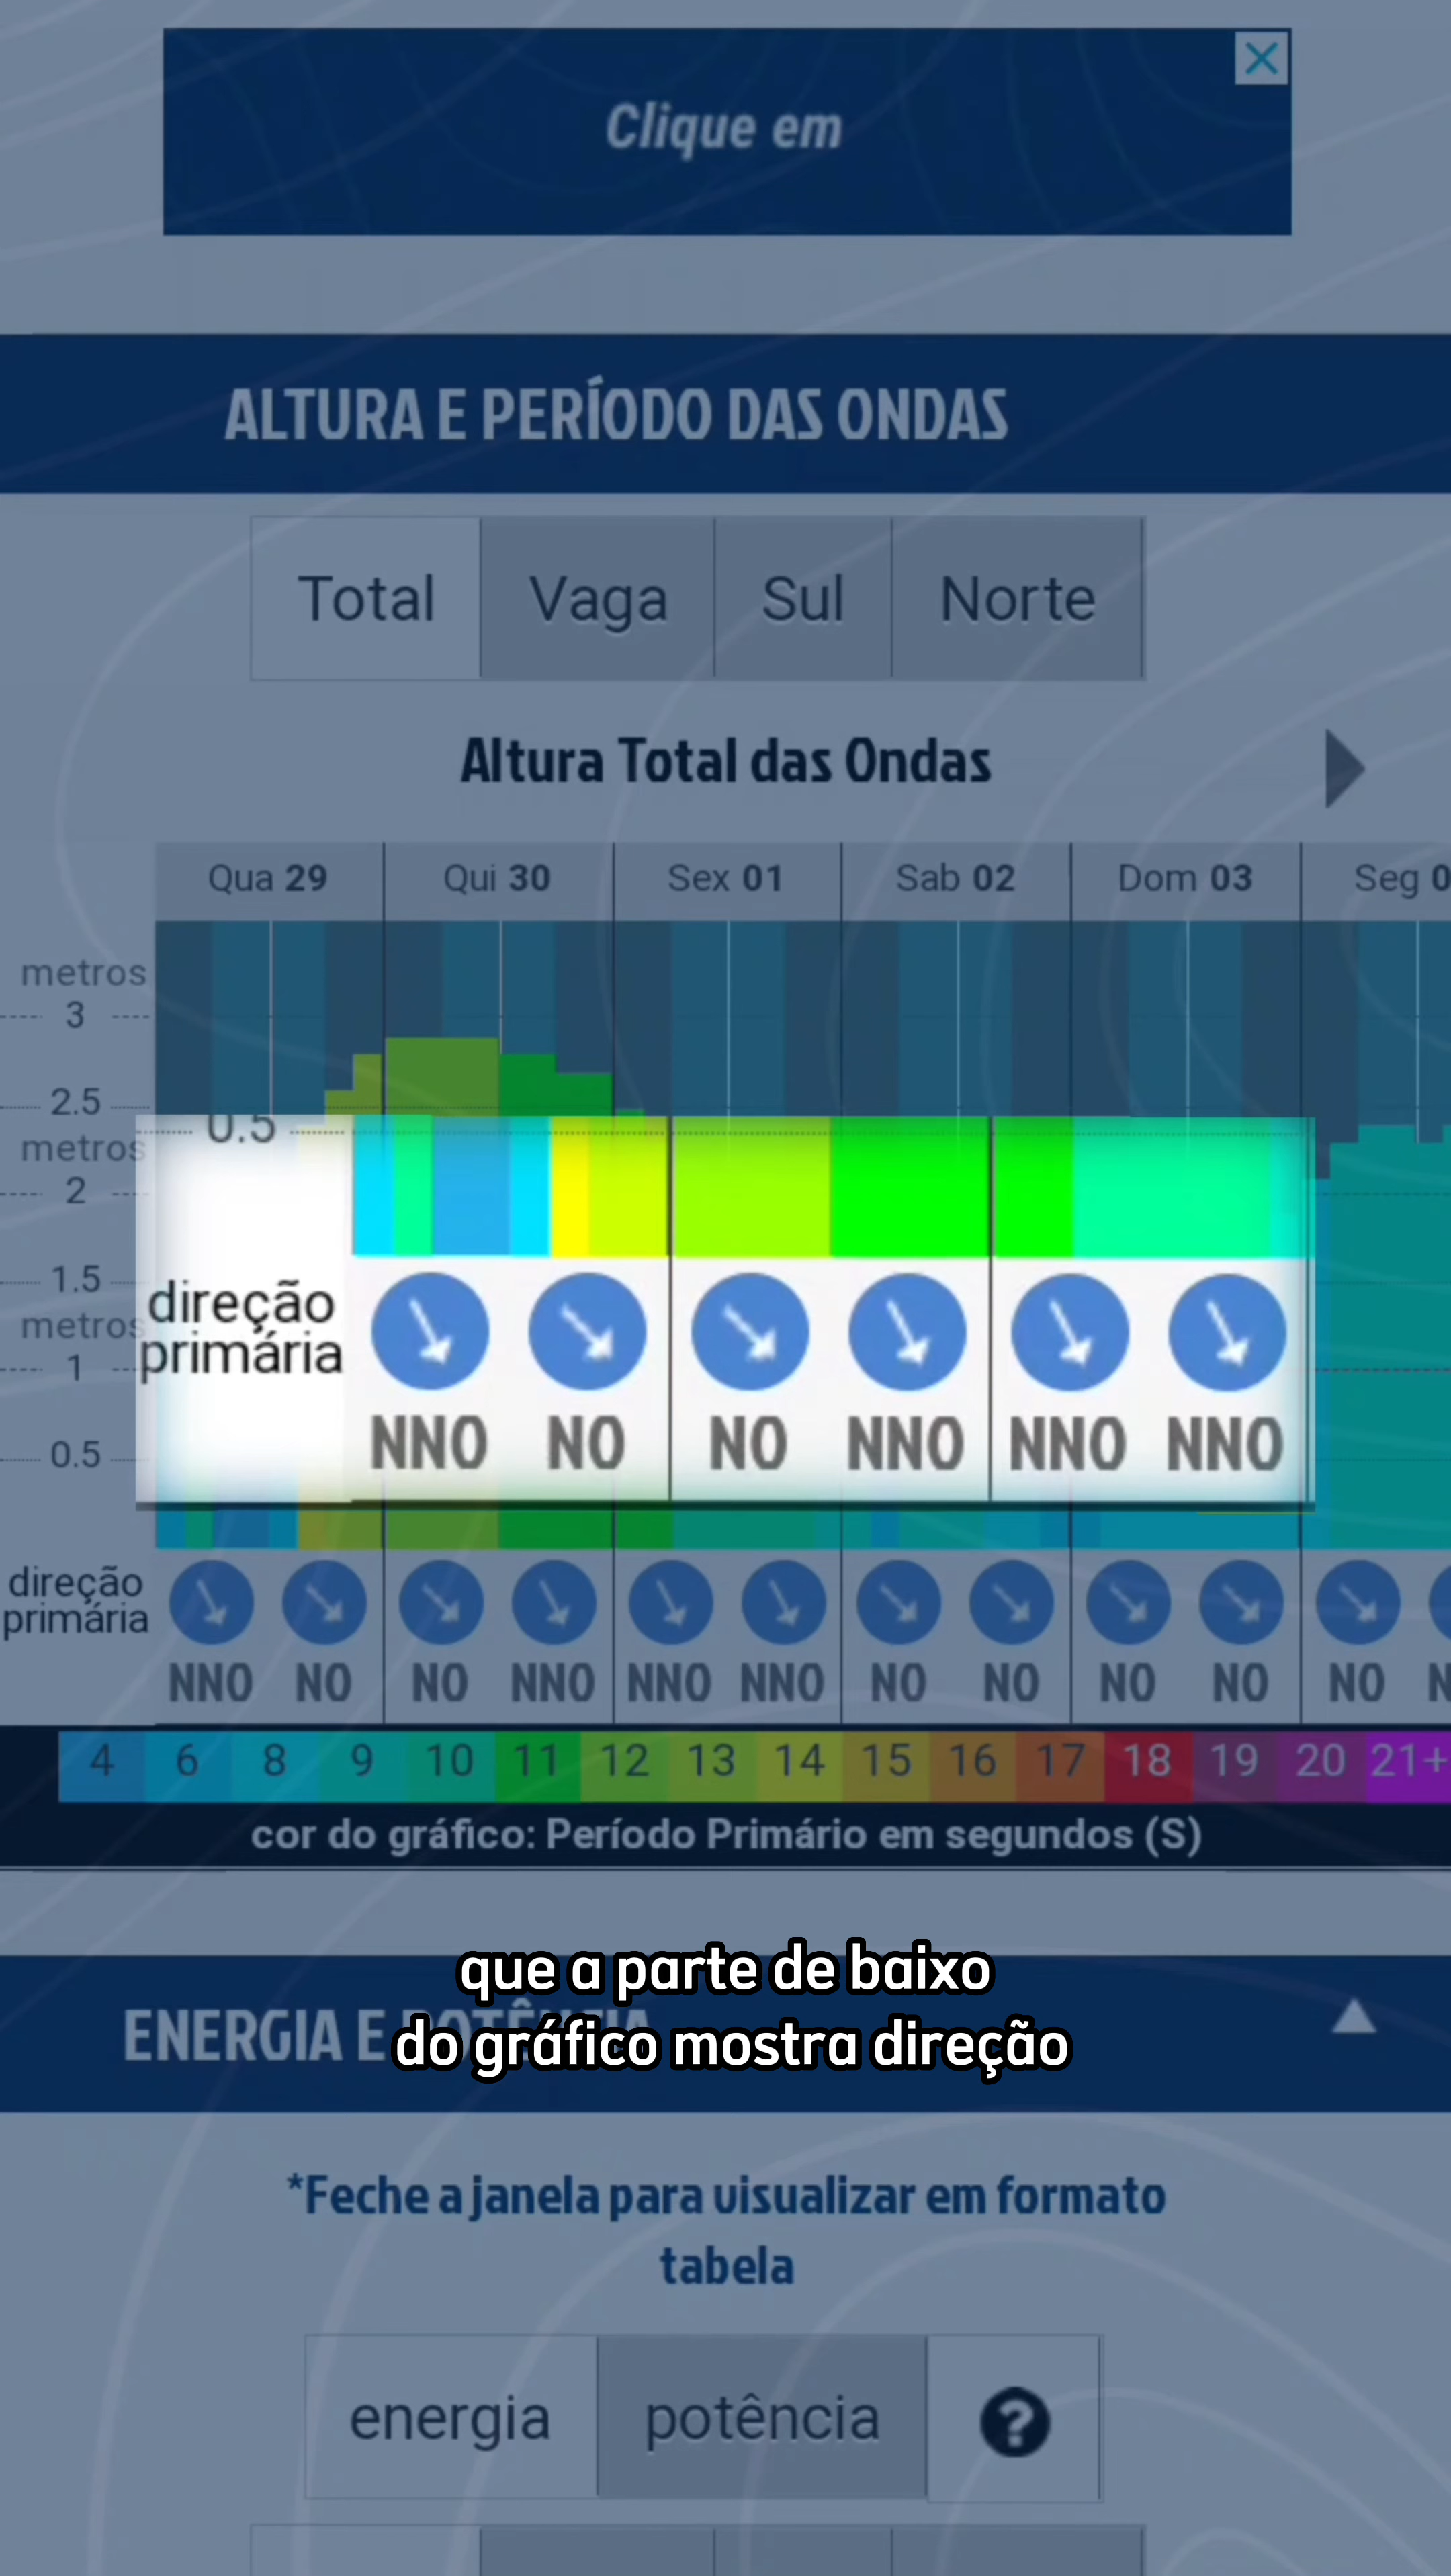 Clique em
ALTURA E PERÍODO DAS ONDAS
Total Vaga Sul Norte
Altura Total das Ondas
Qua 29 Qui 30 Sex 01 Sab 02 Dom 03 Seg 0
metros
3
2.5
metros
2
1.5
metros
1
0.5
0.5
direção
primária
NNO NO NO NNO NNO NNO
direção
primária
NNO NO NO NNO NNO NNO NO NO NO NO NO N
4 6 8 9 10 11 12 13 14 15 16 17 18 19 20 21+
cor do gráfico: Período Primário em segundos (S)
que a parte de baixo
do gráfico mostra direção
ENERGIA E POTÊNCIA
*Feche a janela para visualizar em formato
tabela
energia potência ?